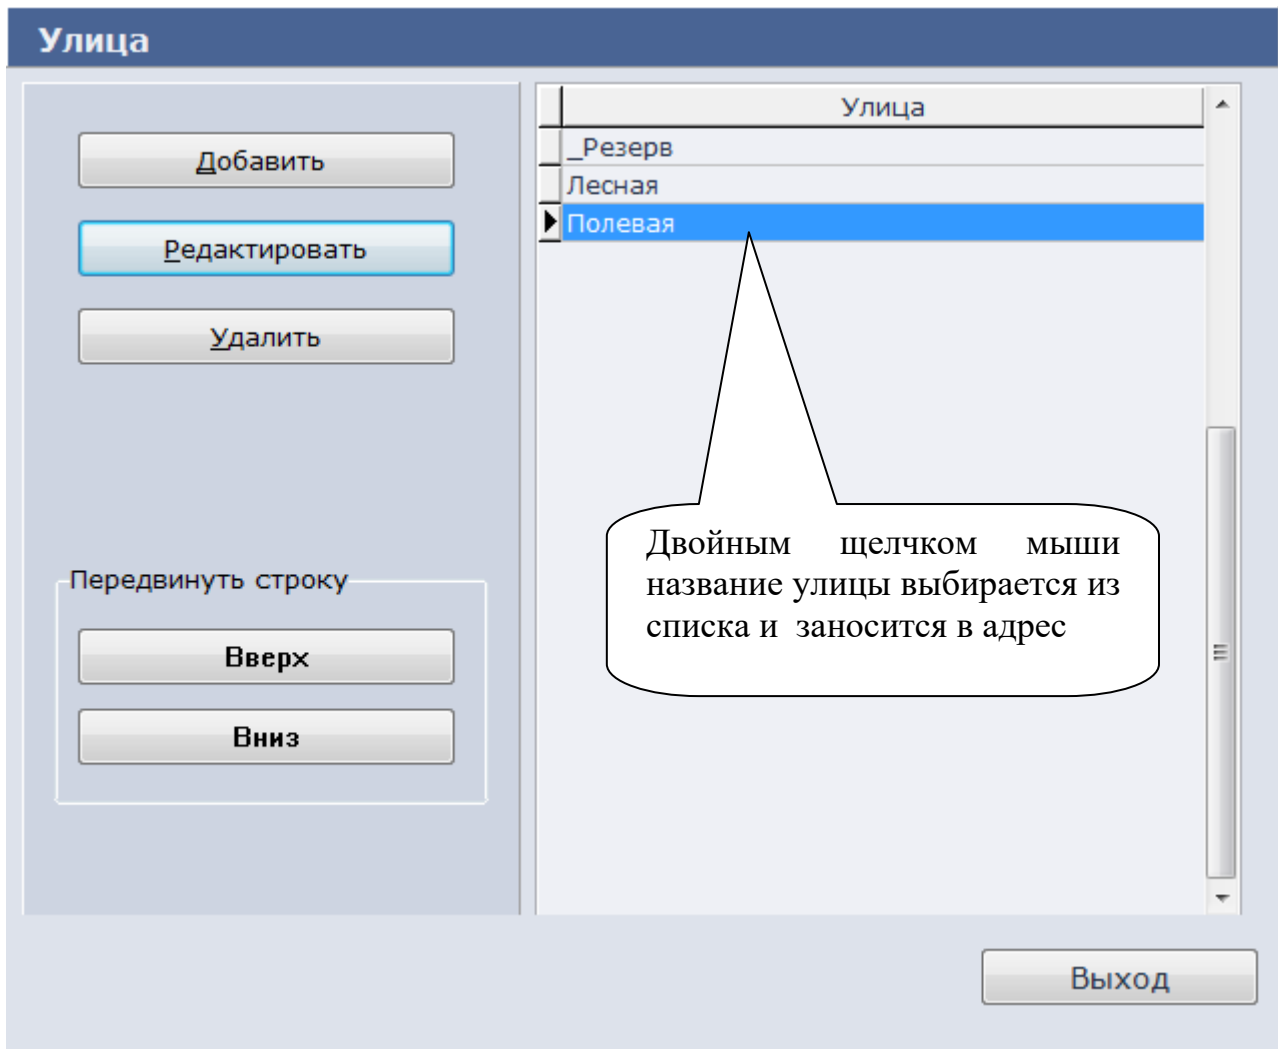 Улица
Добавить
Редактировать
Удалить
Передвинуть строку
Вверх
Вниз
Улица
_Резерв
Лесная
Полевая
Двойным щелчком мыши
название улицы выбирается из
списка и заносится в адрес
Выход